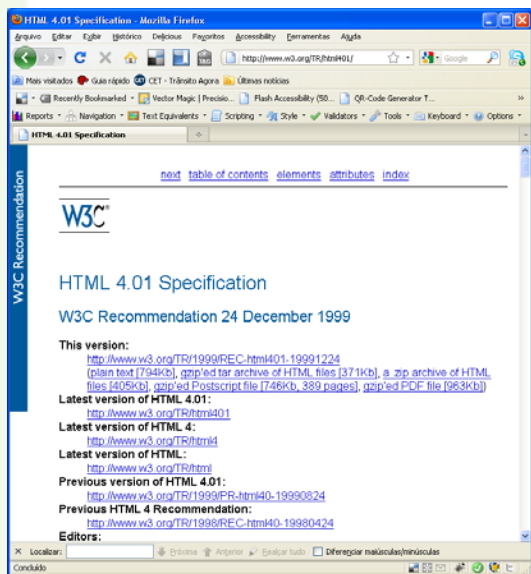 HTML 4.01 Specification - Mozilla Firefox
Arquivo Editar Exibir Histórico Delicious Favoritos Accessibility Ferramentas Ajuda
http://www.w3.org/TR/html401/ Google
Mais visitados Guia rápido CET - Trânsito Agora Últimas notícias
Recently Bookmarked Vector Magic | Precisio... Flash Accessibility (SO... QR-Code Generator T...
Reports Navigation Text Equivalents Scripting Style Validators Tools Keyboard Options
HTML 4.01 Specification
next table of contents elements attributes index
W3C Recommendation
W3C
HTML 4.01 Specification
W3C Recommendation 24 December 1999
This version:
http://www.w3.org/TR/1999/REC-html401-19991224
(plain text [794Kb], gzip'ed tar archive of HTML files [371Kb], a .zip archive of HTML
files [405Kb], gzip'ed Postscript file [746Kb, 389 pages], gzip'ed PDF file [963Kb])
Latest version of HTML 4.01:
http://www.w3.org/TR/html401
Latest version of HTML 4:
http://www.w3.org/TR/html4
Latest version of HTML:
http://www.w3.org/TR/html
Previous version of HTML 4.01:
http://www.w3.org/TR/1999/PR-html40-19990824
Previous HTML 4 Recommendation:
http://www.w3.org/TR/1998/REC-html40-19980424
Editors:
Localizar: Próxima Anterior Realçar tudo Diferenciar maiúsculas/minúsculas
Concluído